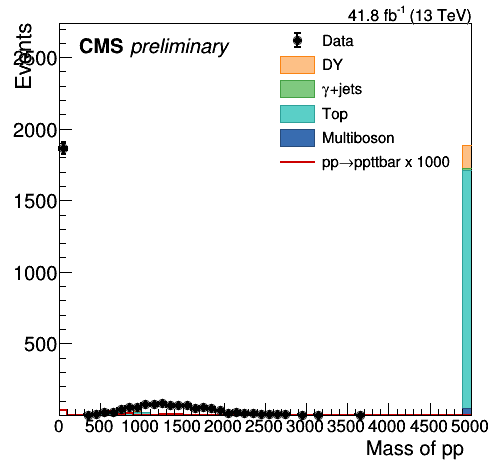 41.8 fb⁻¹ (13 TeV)
Events
CMS preliminary
Data
DY
γ+jets
Top
Multiboson
pp→ppttbar x 1000
2500
2000
1500
1000
500
0 500 1000 1500 2000 2500 3000 3500 4000 4500 5000
Mass of pp